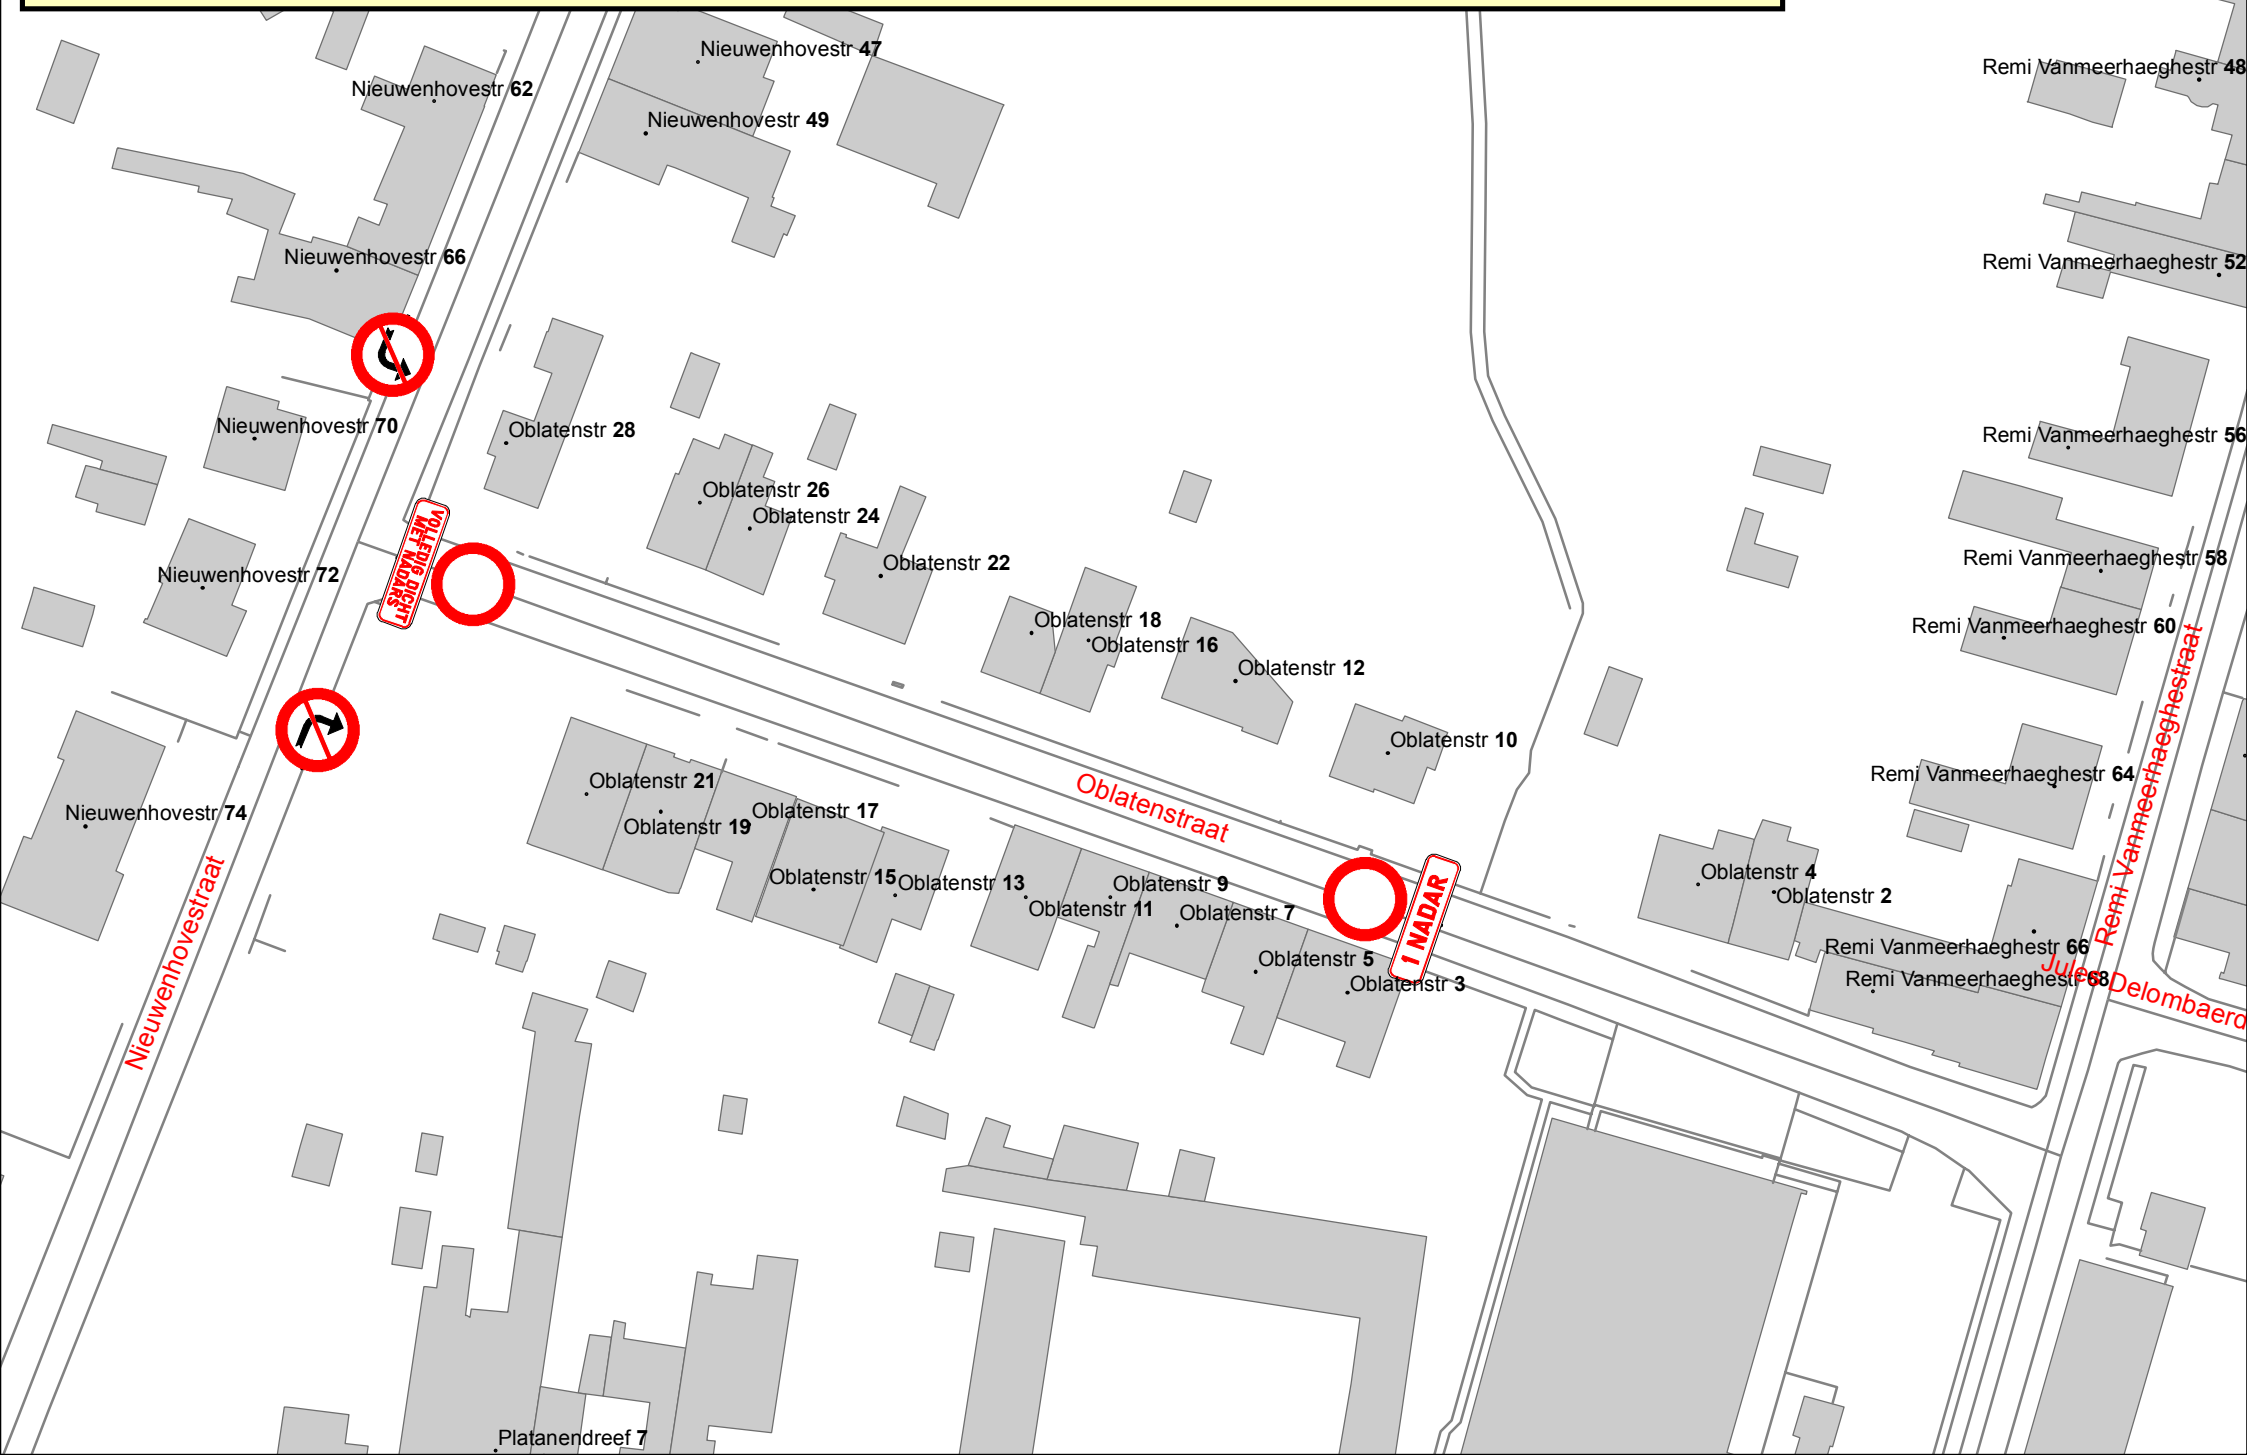 Nieuwenhovestr 47
Remi Vanmeerhaeghestr 48
Nieuwenhovestr 62
Nieuwenhovestr 49
Nieuwenhovestr 66
Remi Vanmeerhaeghestr 52
Nieuwenhovestr 70
Oblatenstr 28
Remi Vanmeerhaeghestr 56
Oblatenstr 26
Oblatenstr 24
VOLLEDIG DICHT
MET NADARS
Oblatenstr 22
Remi Vanmeerhaeghestr 58
Nieuwenhovestr 72
Oblatenstr 18
Oblatenstr 16
Remi Vanmeerhaeghestr 60
Oblatenstr 12
Remi Vanmeerhaeghestraat
Oblatenstr 10
Oblatenstr 21
Remi Vanmeerhaeghestr 64
Oblatenstraat
Nieuwenhovestr 74
Oblatenstr 17
Oblatenstr 19
Oblatenstr 15
Oblatenstr 13
Oblatenstr 9
Oblatenstr 11
Oblatenstr 7
1 NADAR
Oblatenstr 4
Oblatenstr 2
Remi Vanmeerhaeghestr 66
Oblatenstr 5
Oblatenstr 3
Remi Vanmeerhaeghestr 68
Jules Delombaerd
Nieuwenhovestraat
Platanendreef 7